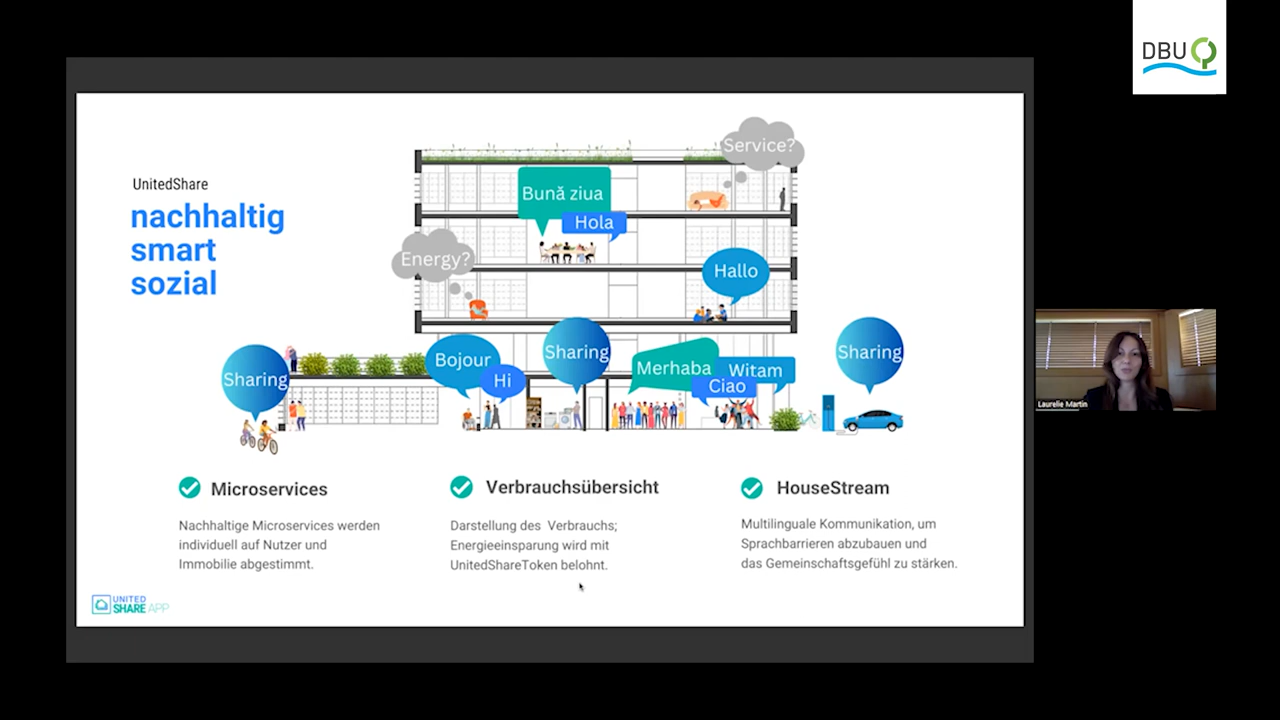 DBU
UnitedShare
nachhaltig
smart
sozial
Service?
Bună ziua
Hola
Energy?
Hallo
Sharing
Bojour
Hi
Sharing
Merhaba
Witam
Ciao
Sharing
Laurelie Martin
Microservices
Nachhaltige Microservices werden
individuell auf Nutzer und
Immobilie abgestimmt.
Verbrauchsübersicht
Darstellung des Verbrauchs;
Energieeinsparung wird mit
UnitedShareToken belohnt.
HouseStream
Multilinguale Kommunikation, um
Sprachbarrieren abzubauen und
das Gemeinschaftsgefühl zu stärken.
UNITED
SHARE APP